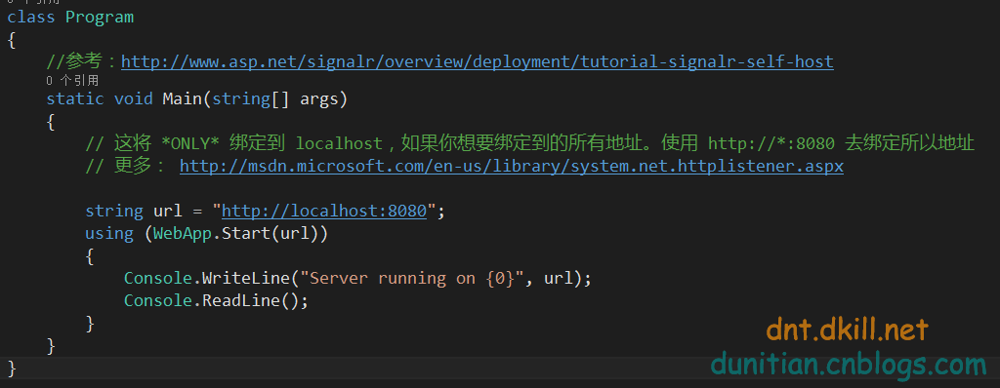 0 个引用
class Program
{
//参考：http://www.asp.net/signalr/overview/deployment/tutorial-signalr-self-host
0 个引用
static void Main(string[] args)
{
// 这将 *ONLY* 绑定到 localhost，如果你想要绑定到的所有地址。使用 http://*:8080 去绑定所以地址
// 更多： http://msdn.microsoft.com/en-us/library/system.net.httplistener.aspx
string url = "http://localhost:8080";
using (WebApp.Start(url))
{
Console.WriteLine("Server running on {0}", url);
Console.ReadLine();
}
}
}
dnt.dkill.net
dunitian.cnblogs.com